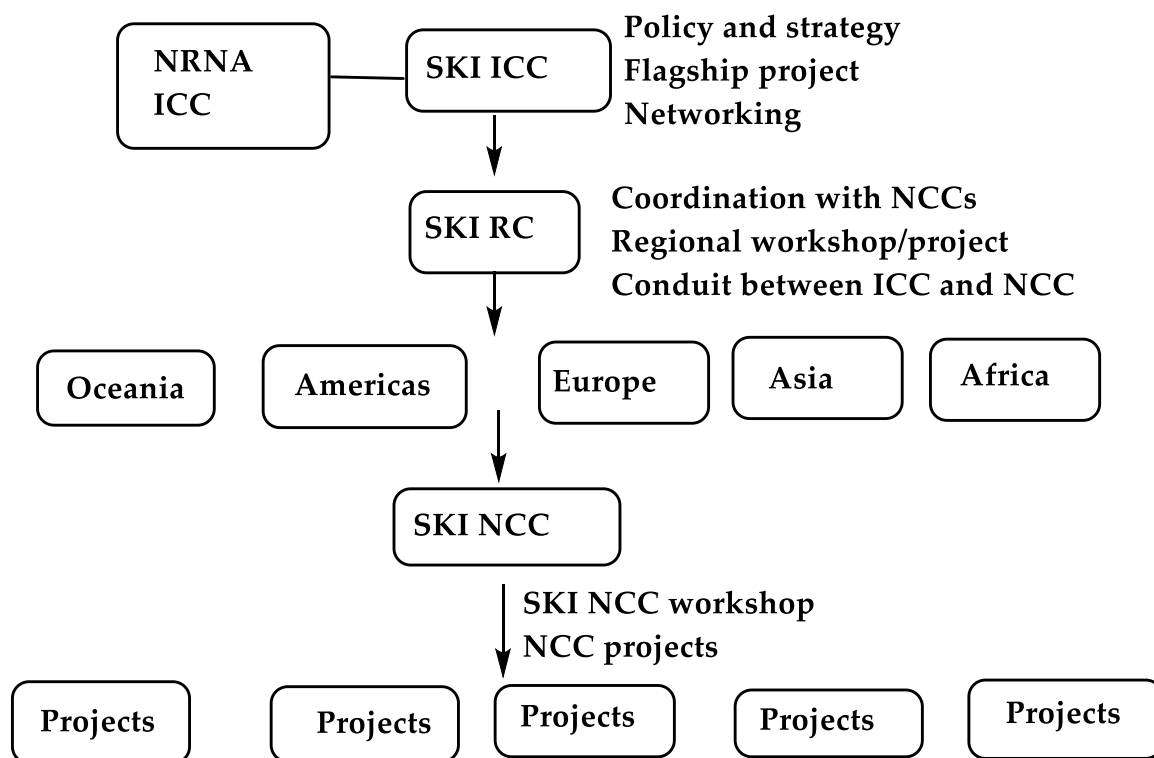 NRNA
ICC
SKI ICC
Policy and strategy
Flagship project
Networking
SKI RC
Coordination with NCCs
Regional workshop/project
Conduit between ICC and NCC
Oceania
Americas
Europe
Asia
Africa
SKI NCC
SKI NCC workshop
NCC projects
Projects
Projects
Projects
Projects
Projects